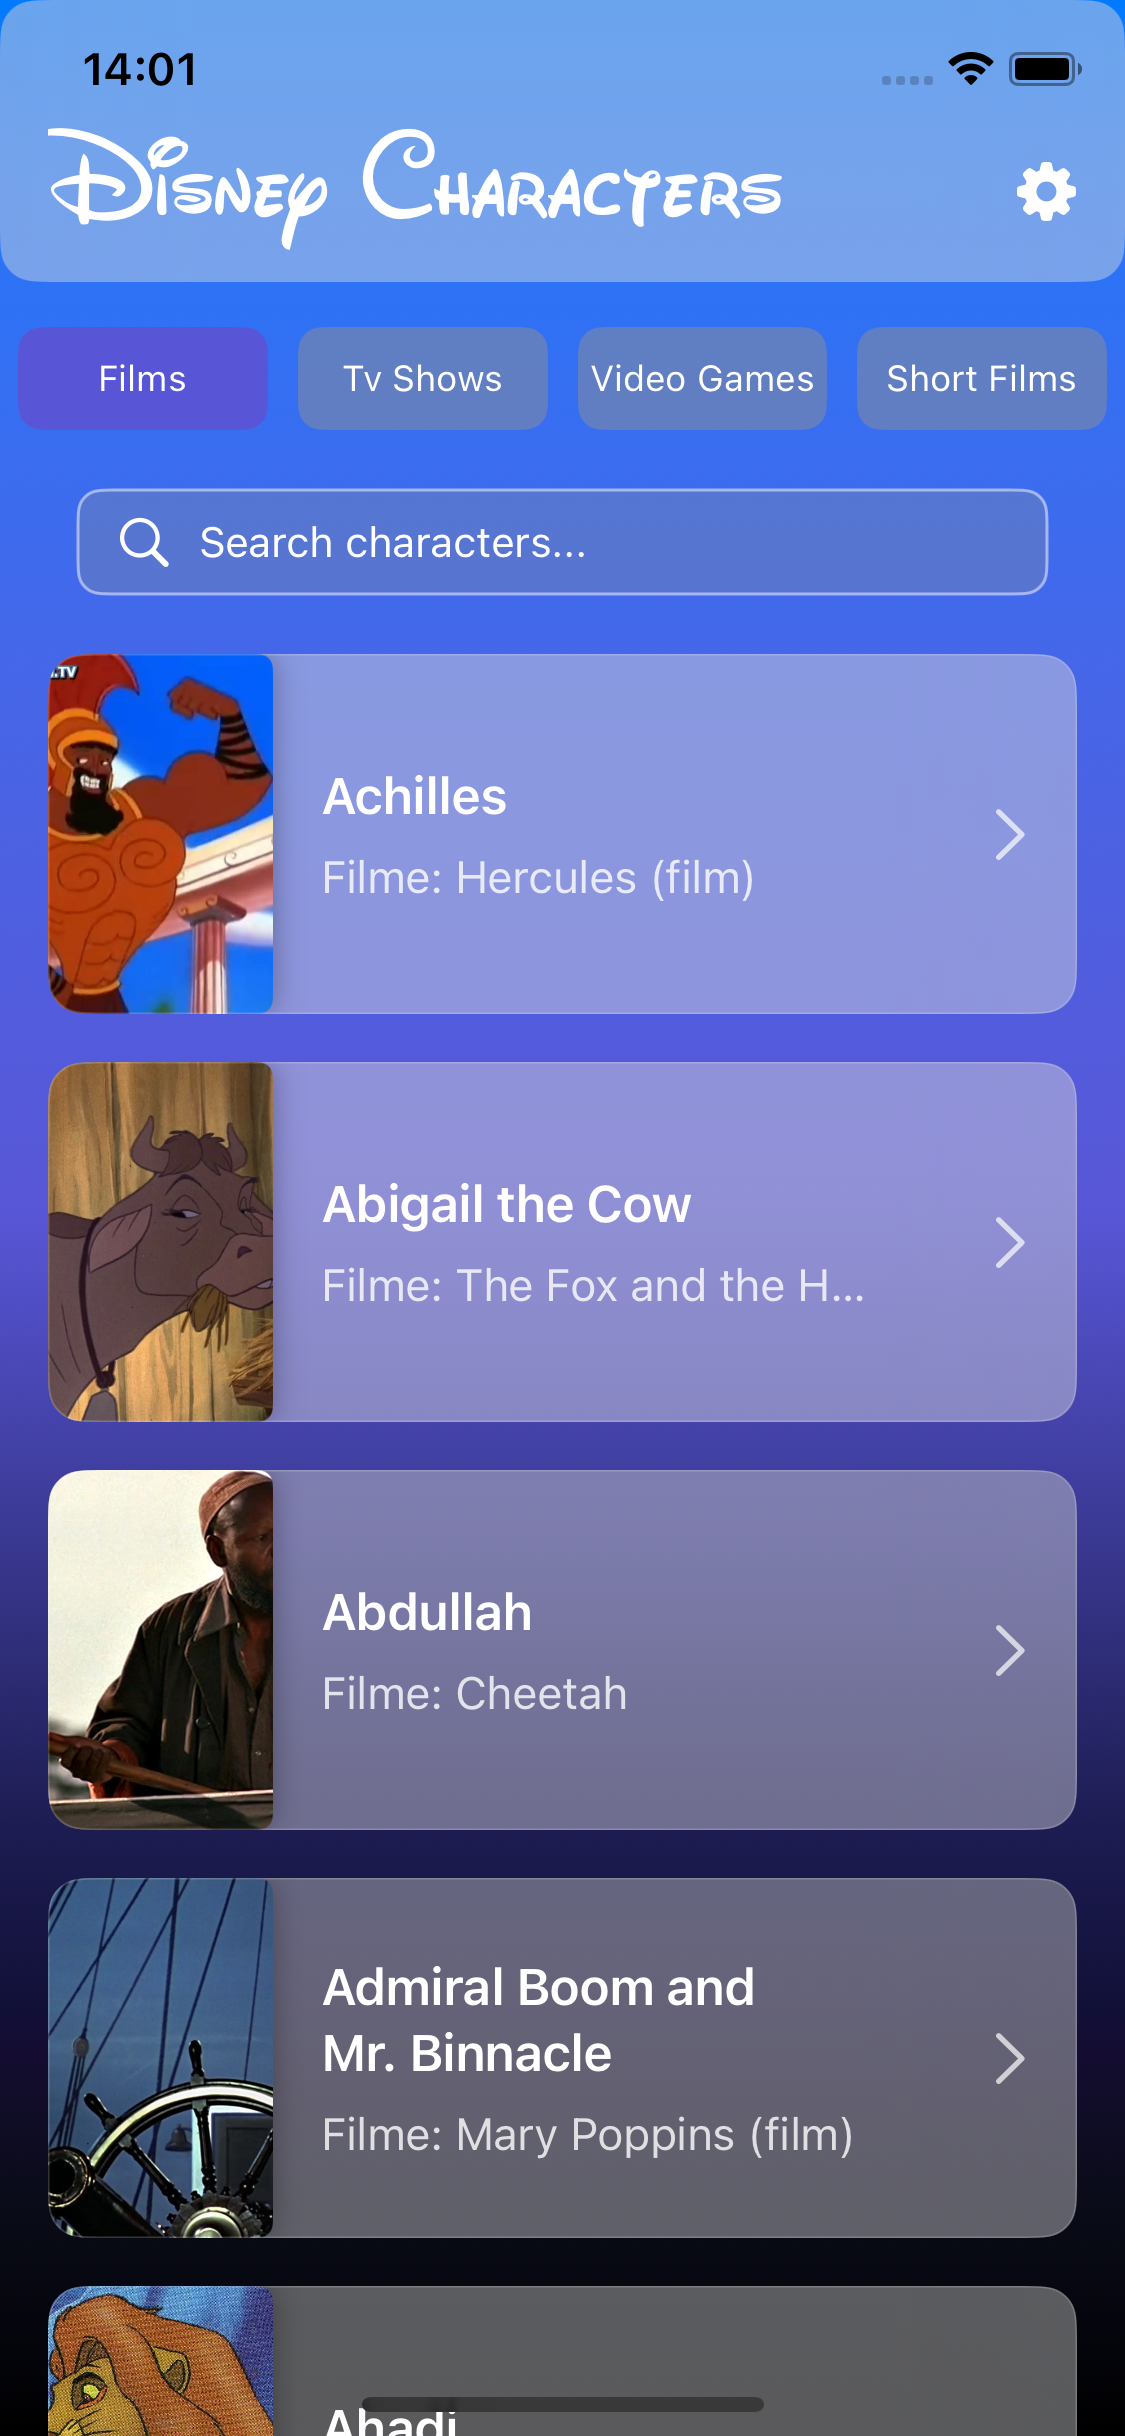 14:01
Disney Characters
Films
Tv Shows
Video Games
Short Films
Search characters...
.TV
Achilles
Filme: Hercules (film)
Abigail the Cow
Filme: The Fox and the H...
Abdullah
Filme: Cheetah
Admiral Boom and
Mr. Binnacle
Filme: Mary Poppins (film)
Ahadi